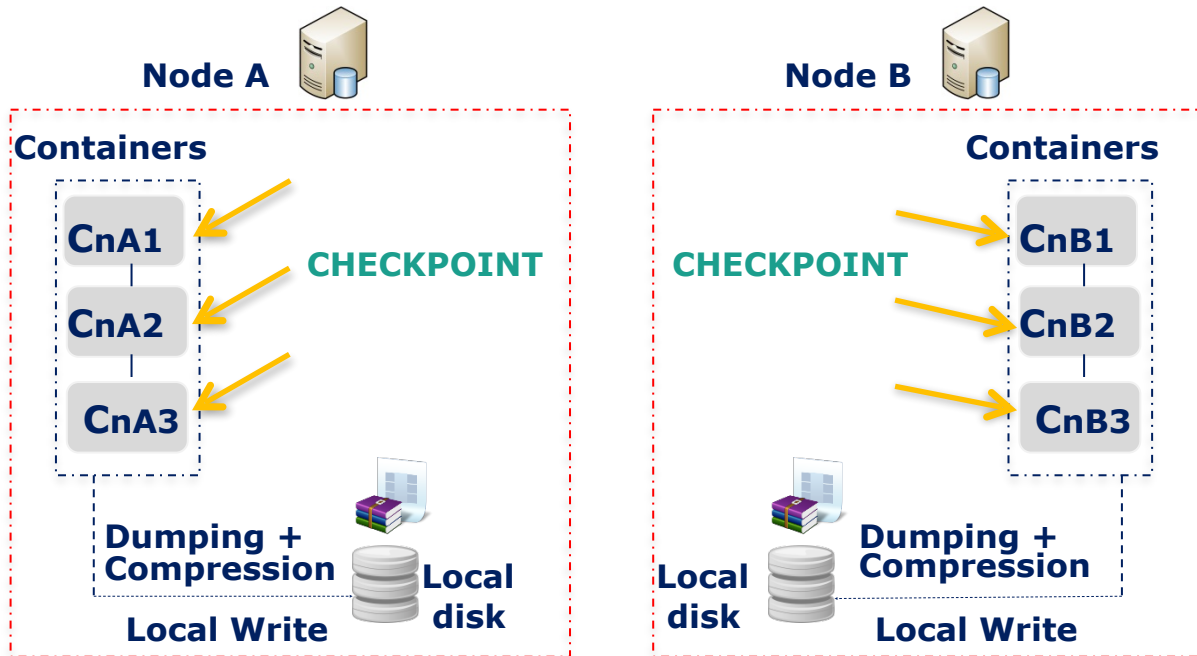 Node A
Containers
CnA1
CHECKPOINT
CnA2
CnA3
Dumping +
Compression
Local
disk
Local Write
Node B
Containers
CnB1
CHECKPOINT
CnB2
CnB3
Dumping +
Compression
Local
disk
Local Write